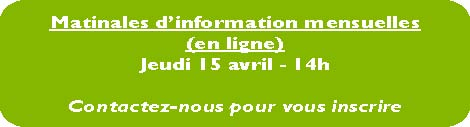 Matinales d'information mensuelles
(en ligne)
Jeudi 15 avril - 14h
Contactez-nous pour vous inscrire